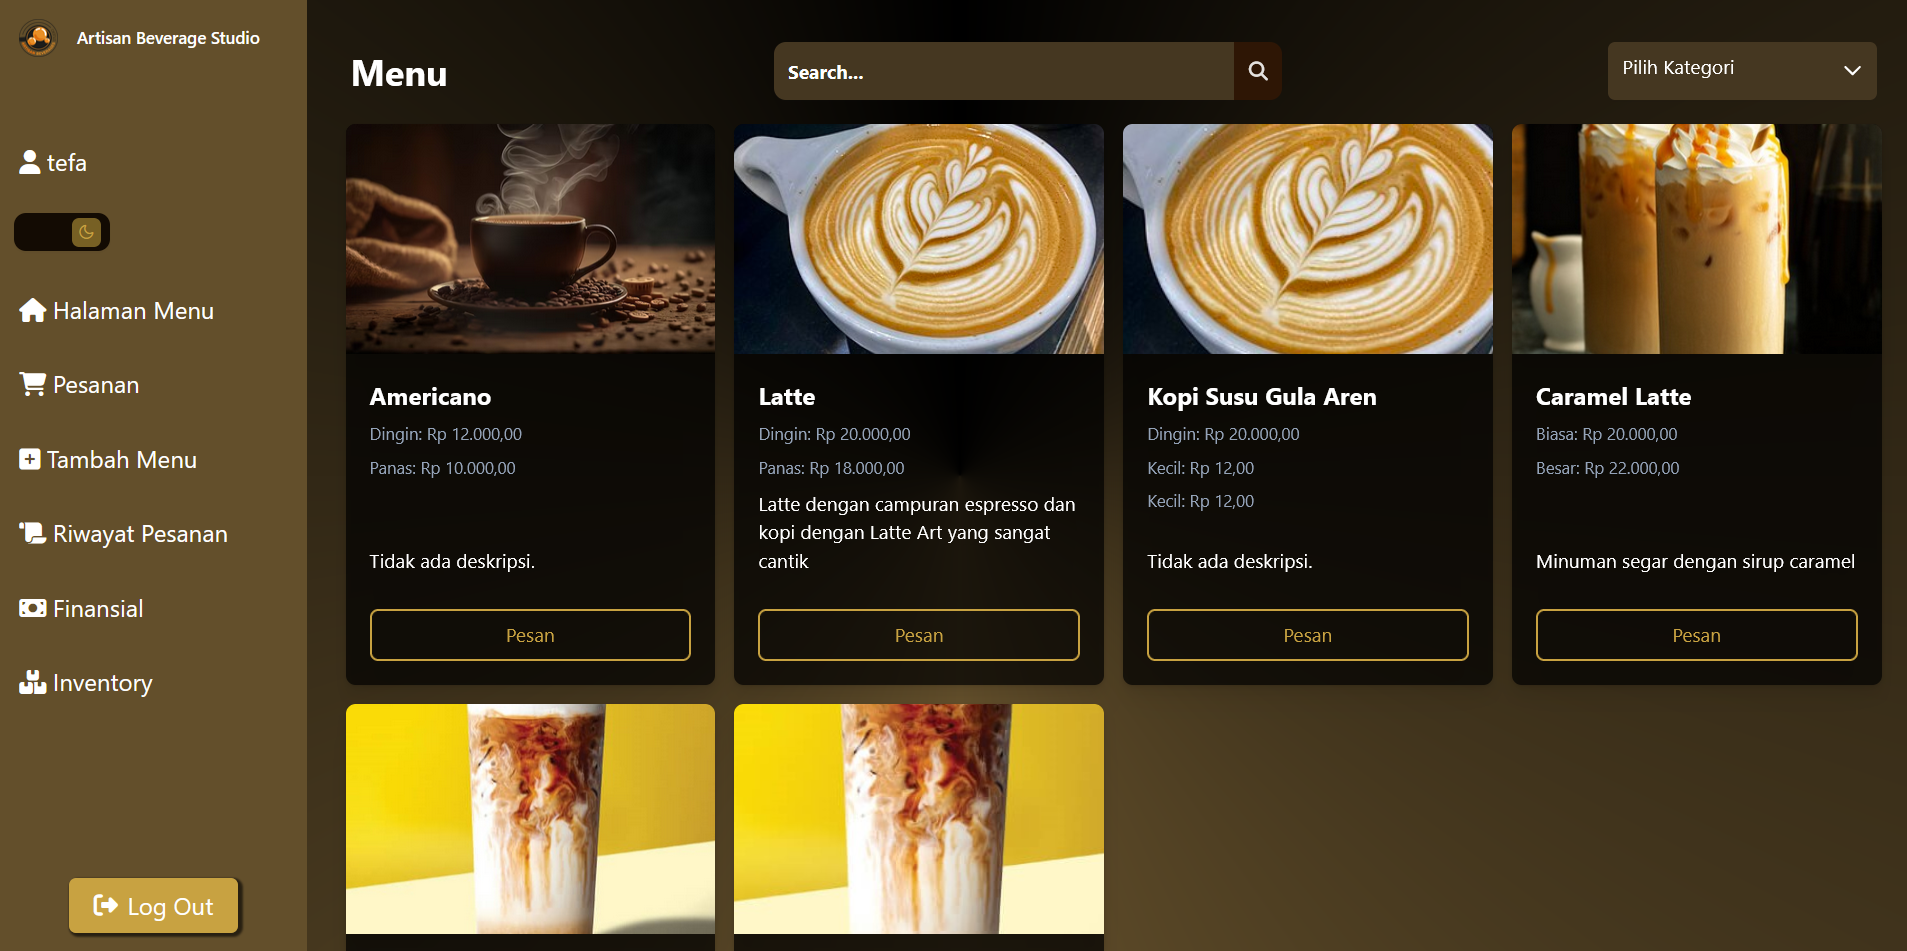 Artisan Beverage Studio
tefa
Halaman Menu
Pesanan
Tambah Menu
Riwayat Pesanan
Finansial
Inventory
Log Out
Menu
Search...
Pilih Kategori
Americano
Dingin: Rp 12.000,00
Panas: Rp 10.000,00
Tidak ada deskripsi.
Pesan
Latte
Dingin: Rp 20.000,00
Panas: Rp 18.000,00
Latte dengan campuran espresso dan
kopi dengan Latte Art yang sangat
cantik
Pesan
Kopi Susu Gula Aren
Dingin: Rp 20.000,00
Kecil: Rp 12,00
Kecil: Rp 12,00
Tidak ada deskripsi.
Pesan
Caramel Latte
Biasa: Rp 20.000,00
Besar: Rp 22.000,00
Minuman segar dengan sirup caramel
Pesan